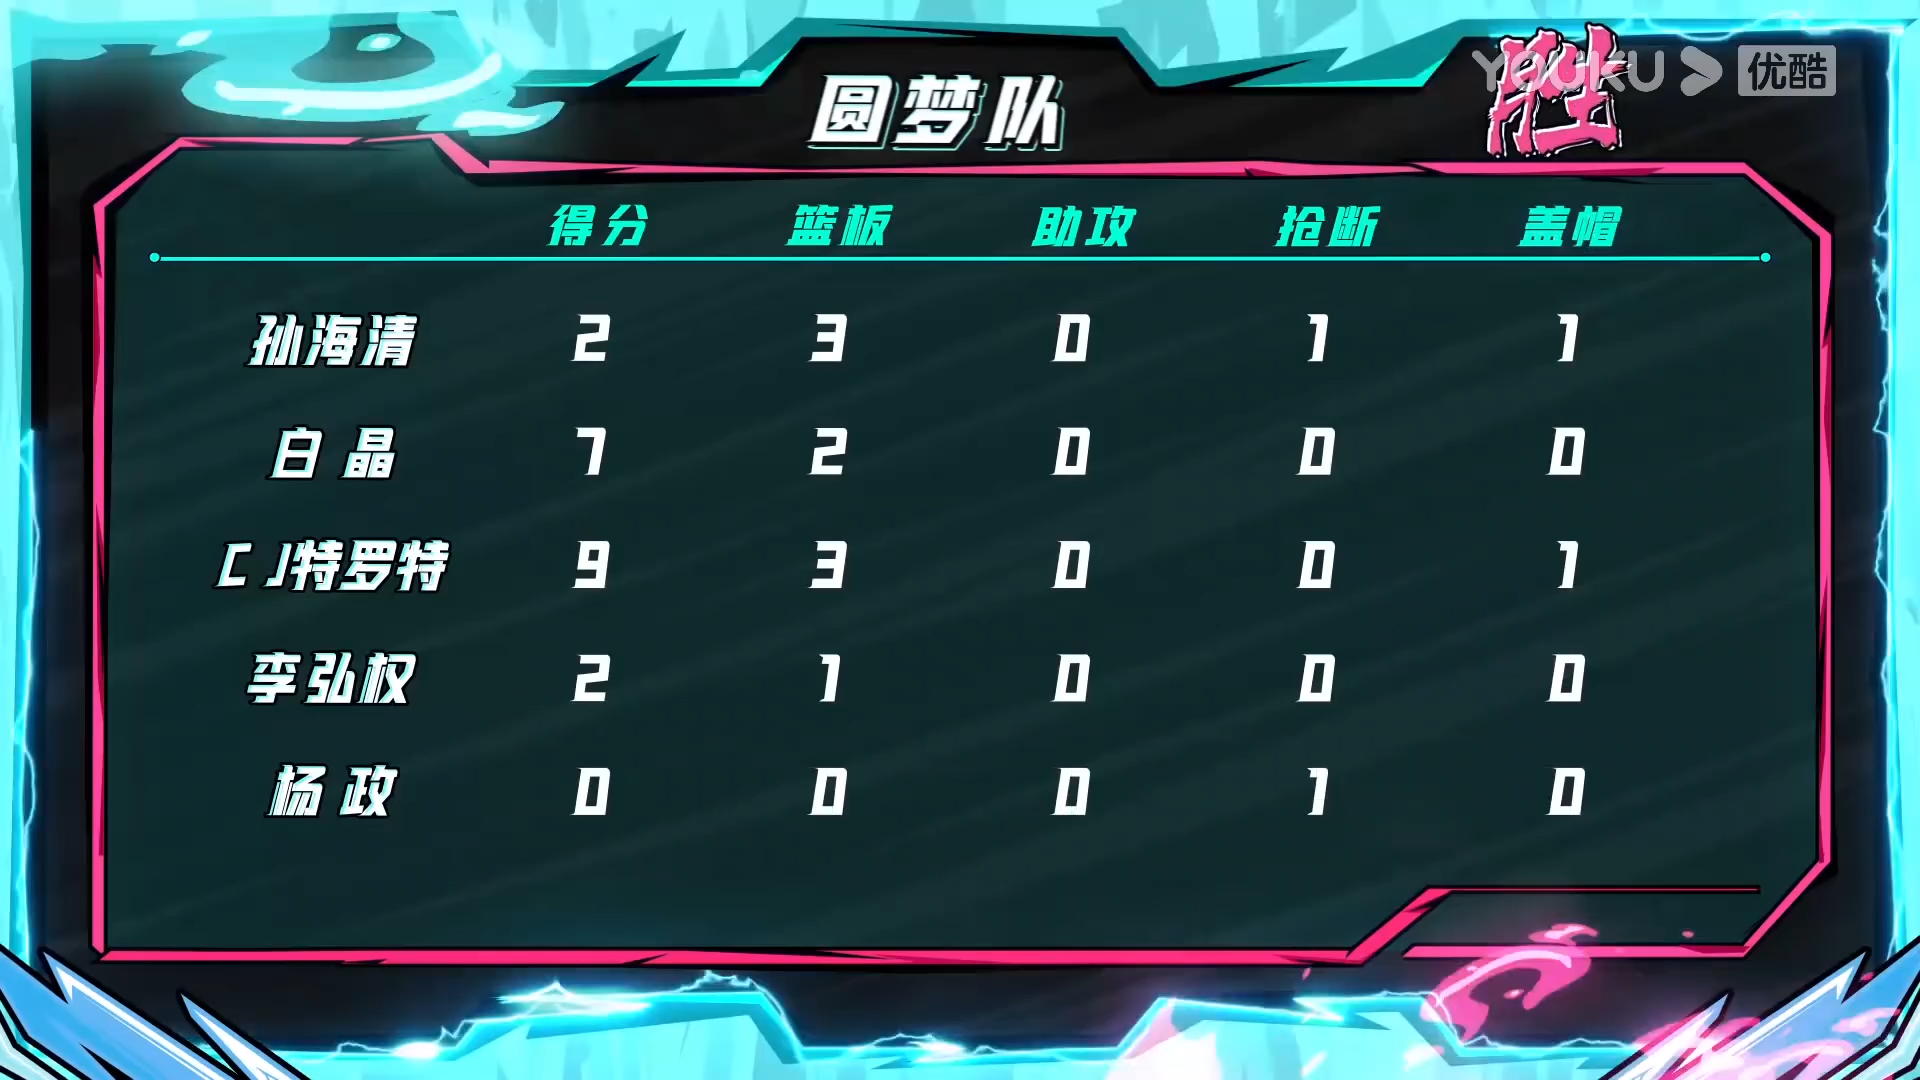 圆梦队
胜
YOUKU 优酷
得分 篮板 助攻 抢断 盖帽
孙海清 2 3 0 1 1
白晶 7 2 0 0 0
CJ特罗特 9 3 0 0 1
李弘权 2 1 0 0 0
杨政 0 0 0 1 0